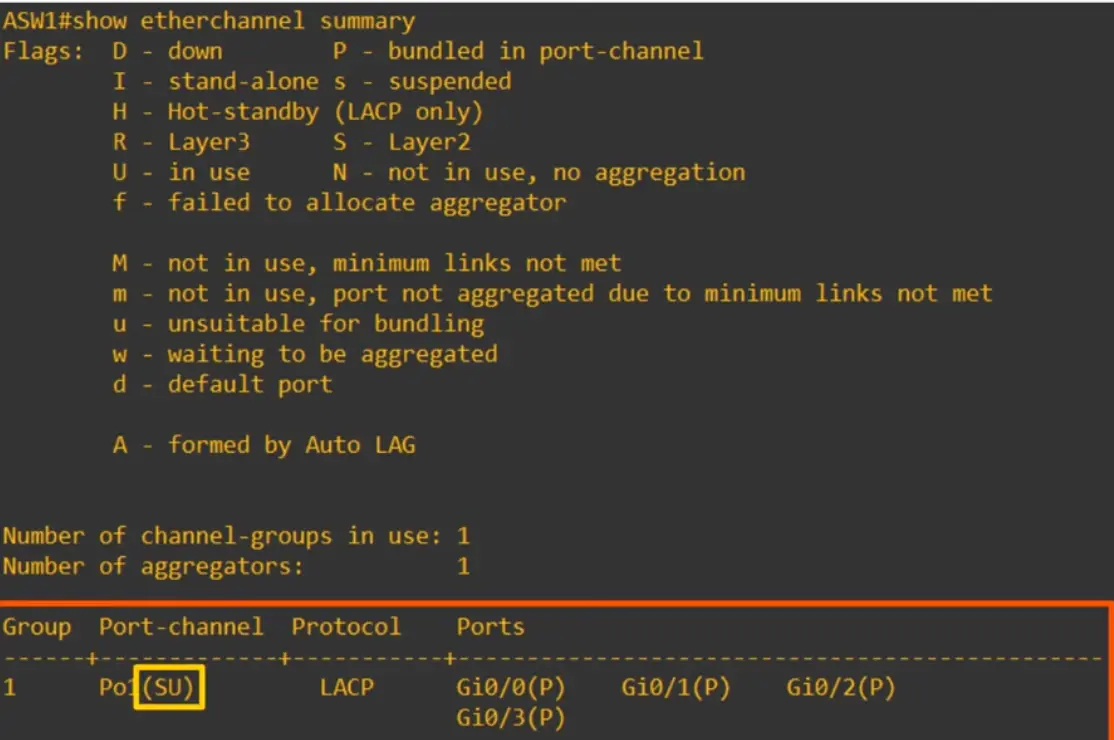 ASW1#show etherchannel summary
Flags:  D - down        P - bundled in port-channel
        I - stand-alone s - suspended
        H - Hot-standby (LACP only)
        R - Layer3      S - Layer2
        U - in use      N - not in use, no aggregation
        f - failed to allocate aggregator
        M - not in use, minimum links not met
        m - not in use, port not aggregated due to minimum links not met
        u - unsuitable for bundling
        w - waiting to be aggregated
        d - default port
        A - formed by Auto LAG
Number of channel-groups in use: 1
Number of aggregators:           1
Group  Port-channel  Protocol    Ports
------+-------------+-----------+-----------------------------------------------
1      Po1(SU)         LACP      Gi0/0(P)    Gi0/1(P)    Gi0/2(P)
                                 Gi0/3(P)